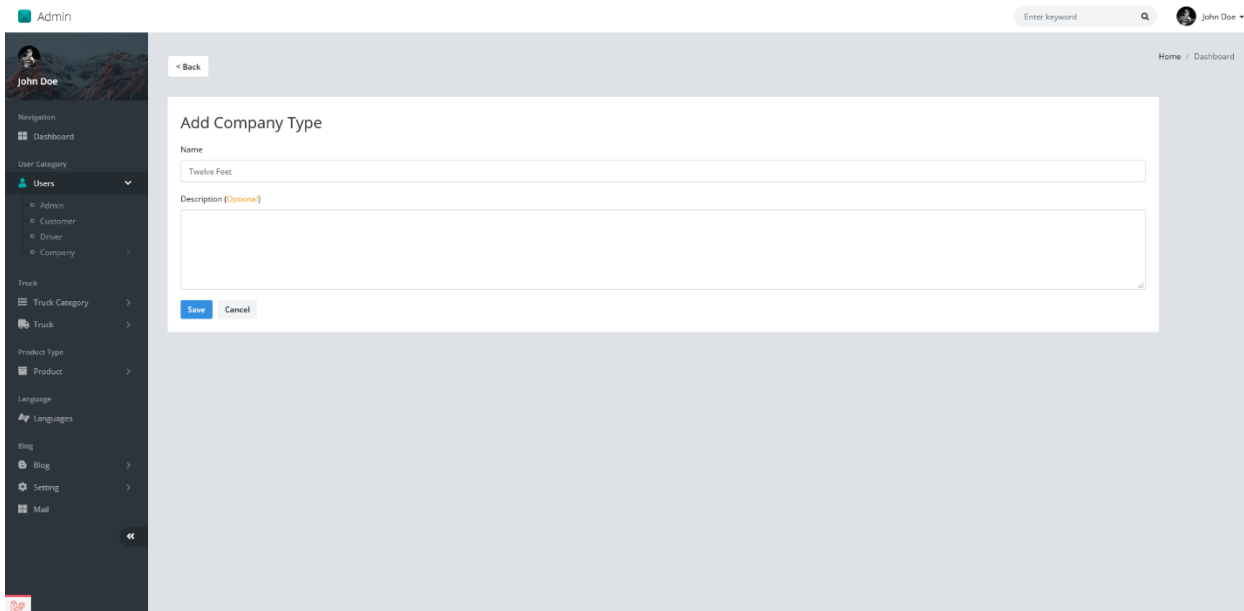 Admin
Enter keyword
John Doe
John Doe
Navigation
Dashboard
User Category
Users
Admin
Customer
Driver
Company
Truck
Truck Category
Truck
Product Type
Product
Language
Languages
Blog
Blog
Setting
Mail
< Back
Home / Dashboard
Add Company Type
Name
Twelve Feet
Description (Optional)
Save Cancel